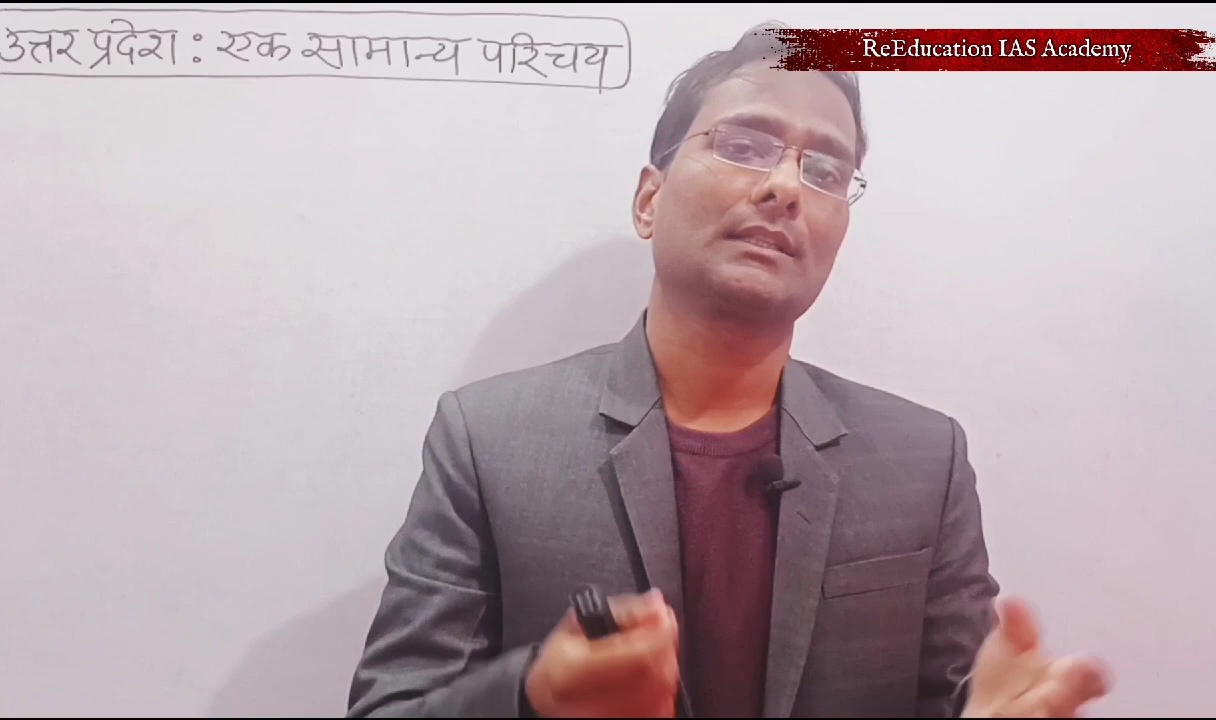 उत्तर प्रदेश : एक सामान्य परिचय
ReEducation IAS Academy